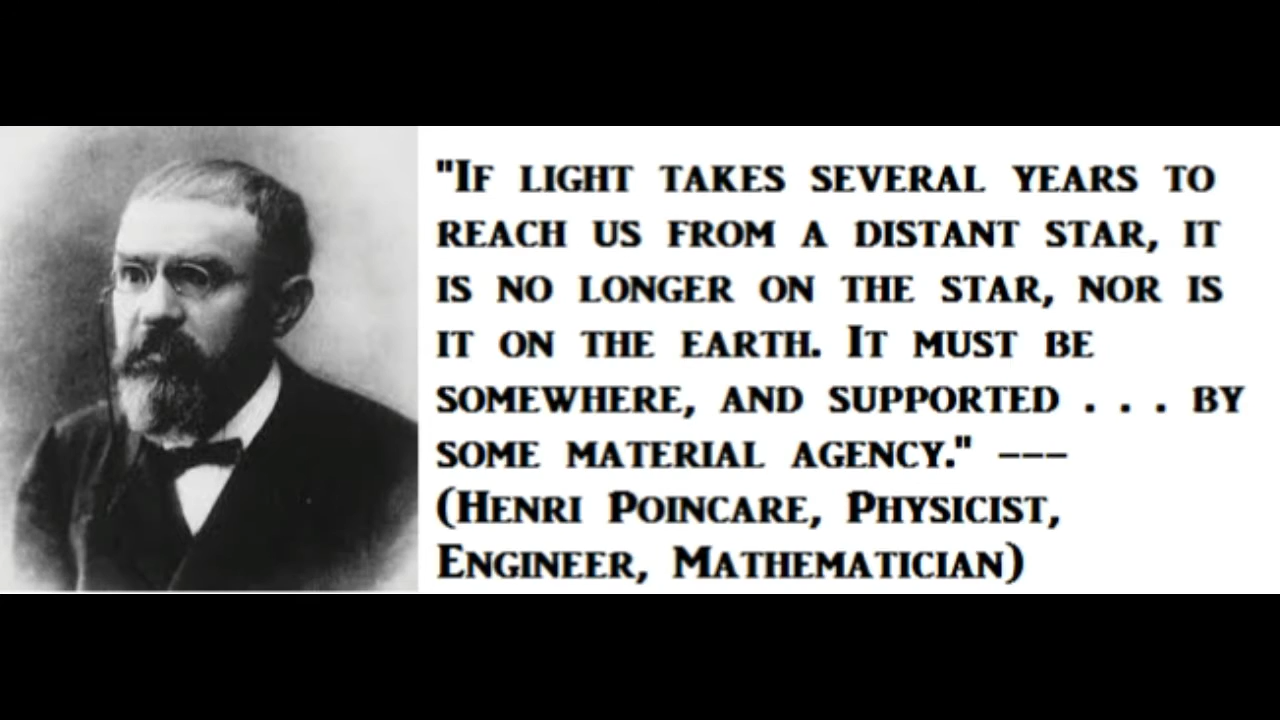 "If light takes several years to
reach us from a distant star, it
is no longer on the star, nor is
it on the earth. It must be
somewhere, and supported . . . by
some material agency." ---
(Henri Poincare, Physicist,
Engineer, Mathematician)